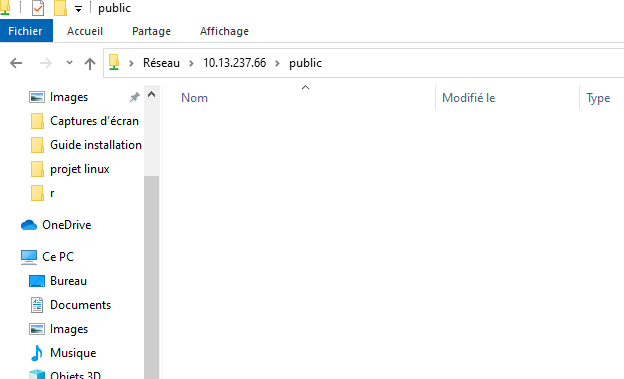 public
Fichier Accueil Partage Affichage
Réseau 10.13.237.66 public
Nom Modifié le Type
Images
Captures d'écran
Guide installation
projet linux
r
OneDrive
Ce PC
Bureau
Documents
Images
Musique
Objets 3D